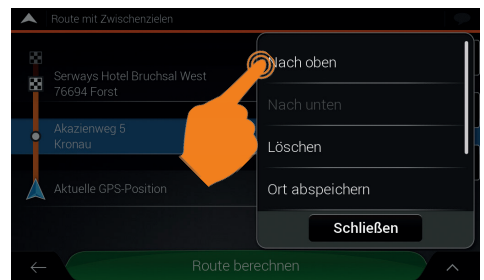 Route mit Zwischenzielen
Serways Hotel Bruchsal West
76694 Forst
Akazienweg 5
Kronau
Aktuelle GPS-Position
Nach oben
Nach unten
Löschen
Ort abspeichern
Schließen
Route berechnen